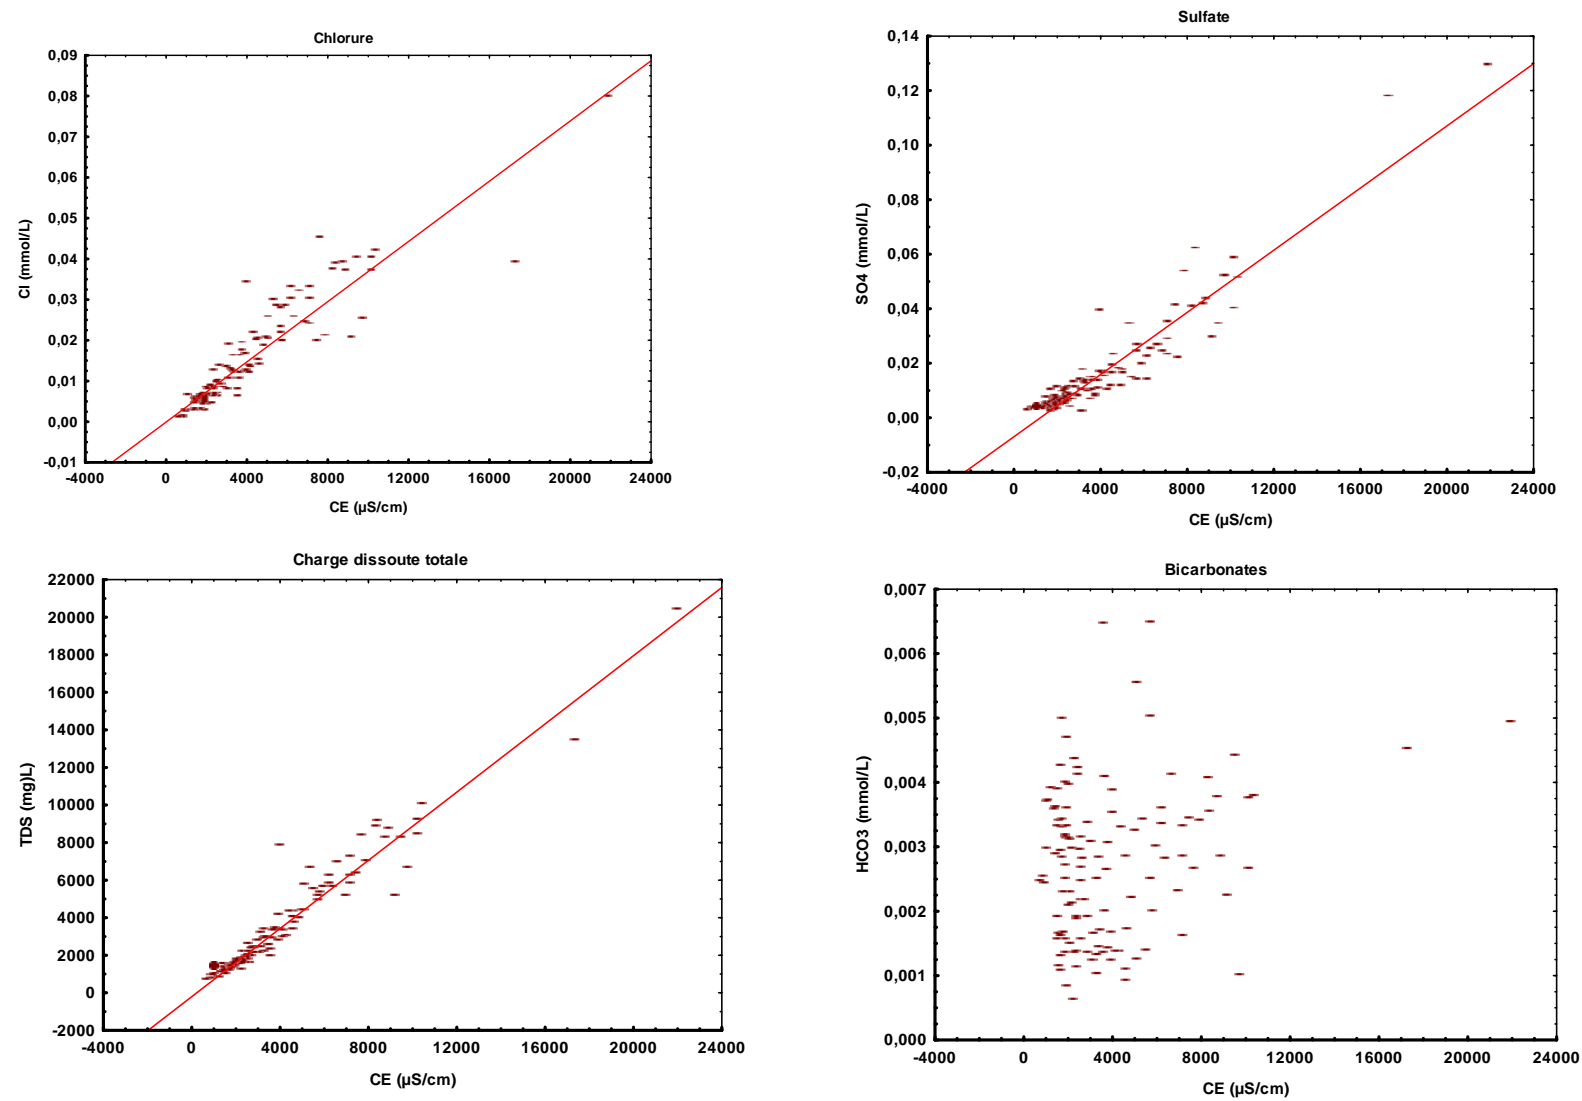 Chlorure
0,09
0,08
0,07
0,06
0,05
0,04
0,03
0,02
0,01
0,00
-0,01
Cl (mmol/L)
-4000 0 4000 8000 12000 16000 20000 24000
CE (µS/cm)
Sulfate
0,14
0,12
0,10
0,08
0,06
0,04
0,02
0,00
-0,02
SO4 (mmol/L)
-4000 0 4000 8000 12000 16000 20000 24000
CE (µS/cm)
Charge dissoute totale
22000
20000
18000
16000
14000
12000
10000
8000
6000
4000
2000
0
-2000
TDS (mg)L)
-4000 0 4000 8000 12000 16000 20000 24000
CE (µS/cm)
Bicarbonates
0,007
0,006
0,005
0,004
0,003
0,002
0,001
0,000
HCO3 (mmol/L)
-4000 0 4000 8000 12000 16000 20000 24000
CE (µS/cm)